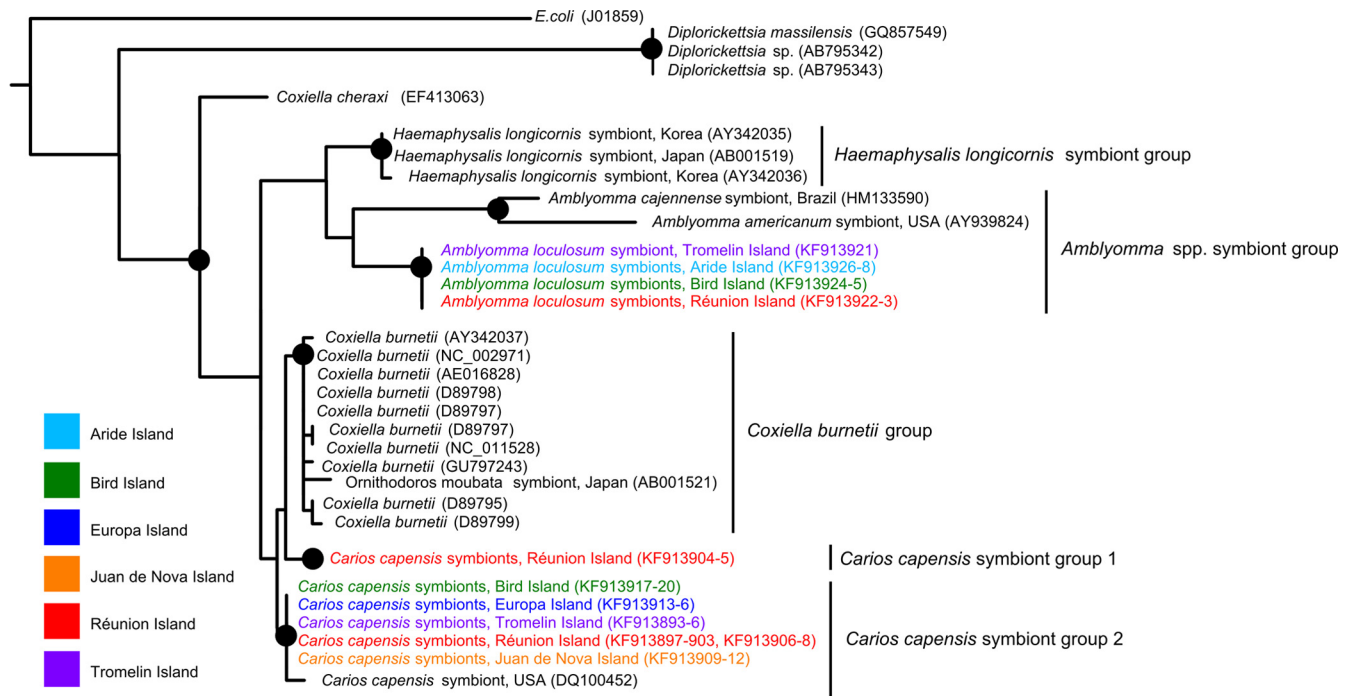 E.coli (J01859)
Diplorickettsia massilensis (GQ857549)
Diplorickettsia sp. (AB795342)
Diplorickettsia sp. (AB795343)
Coxiella cheraxi (EF413063)
Haemaphysalis longicornis symbiont, Korea (AY342035)
Haemaphysalis longicornis symbiont, Japan (AB001519)
Haemaphysalis longicornis symbiont, Korea (AY342036)
Haemaphysalis longicornis symbiont group
Amblyomma cajennense symbiont, Brazil (HM133590)
Amblyomma americanum symbiont, USA (AY939824)
Amblyomma loculosum symbiont, Tromelin Island (KF913921)
Amblyomma loculosum symbionts, Aride Island (KF913926-8)
Amblyomma loculosum symbionts, Bird Island (KF913924-5)
Amblyomma loculosum symbionts, Réunion Island (KF913922-3)
Amblyomma spp. symbiont group
Coxiella burnetii (AY342037)
Coxiella burnetii (NC_002971)
Coxiella burnetii (AE016828)
Coxiella burnetii (D89798)
Coxiella burnetii (D89797)
Coxiella burnetii (D89797)
Coxiella burnetii (NC_011528)
Coxiella burnetii (GU797243)
Ornithodoros moubata symbiont, Japan (AB001521)
Coxiella burnetii (D89795)
Coxiella burnetii (D89799)
Coxiella burnetii group
Carios capensis symbionts, Réunion Island (KF913904-5)
Carios capensis symbiont group 1
Carios capensis symbionts, Bird Island (KF913917-20)
Carios capensis symbionts, Europa Island (KF913913-6)
Carios capensis symbionts, Tromelin Island (KF913893-6)
Carios capensis symbionts, Réunion Island (KF913897-903, KF913906-8)
Carios capensis symbionts, Juan de Nova Island (KF913909-12)
Carios capensis symbiont, USA (DQ100452)
Carios capensis symbiont group 2
Aride Island
Bird Island
Europa Island
Juan de Nova Island
Réunion Island
Tromelin Island